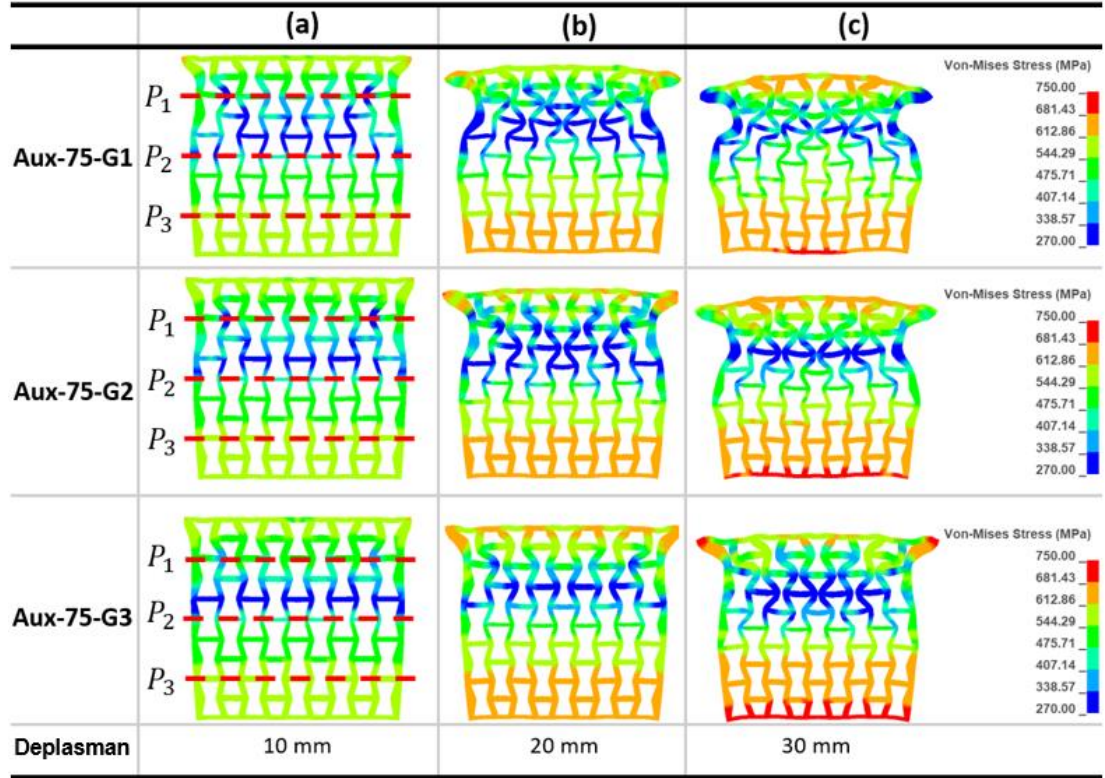 (a) (b) (c)
Aux-75-G1
P1
P2
P3
Von-Mises Stress (MPa)
750.00
681.43
612.86
544.29
475.71
407.14
338.57
270.00
Aux-75-G2
P1
P2
P3
Von-Mises Stress (MPa)
750.00
681.43
612.86
544.29
475.71
407.14
338.57
270.00
Aux-75-G3
P1
P2
P3
Von-Mises Stress (MPa)
750.00
681.43
612.86
544.29
475.71
407.14
338.57
270.00
Deplasman 10 mm 20 mm 30 mm